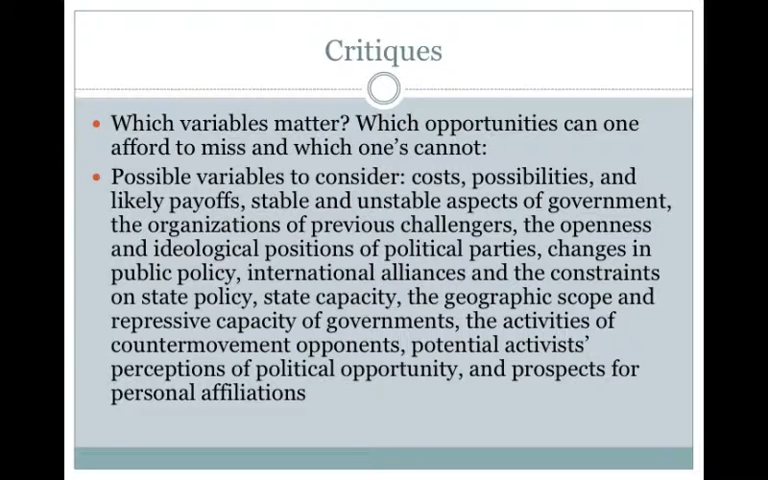 Critiques
• Which variables matter? Which opportunities can one
afford to miss and which one's cannot:
• Possible variables to consider: costs, possibilities, and
likely payoffs, stable and unstable aspects of government,
the organizations of previous challengers, the openness
and ideological positions of political parties, changes in
public policy, international alliances and the constraints
on state policy, state capacity, the geographic scope and
repressive capacity of governments, the activities of
countermovement opponents, potential activists'
perceptions of political opportunity, and prospects for
personal affiliations